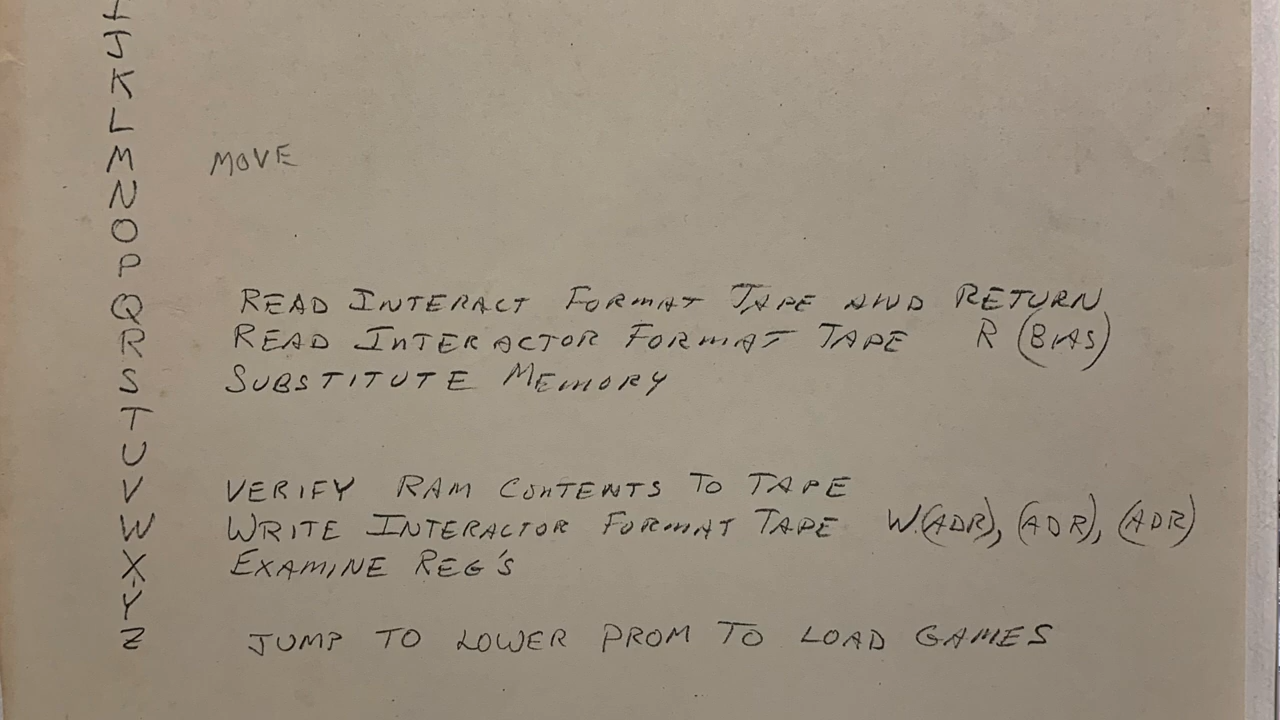 I
J
K
L
M MOVE
N
O
P
Q READ INTERACT FORMAT TAPE AND RETURN
R READ INTERACTOR FORMAT TAPE R (BIAS)
S SUBSTITUTE MEMORY
T
U
V VERIFY RAM CONTENTS TO TAPE
W WRITE INTERACTOR FORMAT TAPE W(ADR), (ADR), (ADR)
X EXAMINE REG'S
Y
Z JUMP TO LOWER PROM TO LOAD GAMES